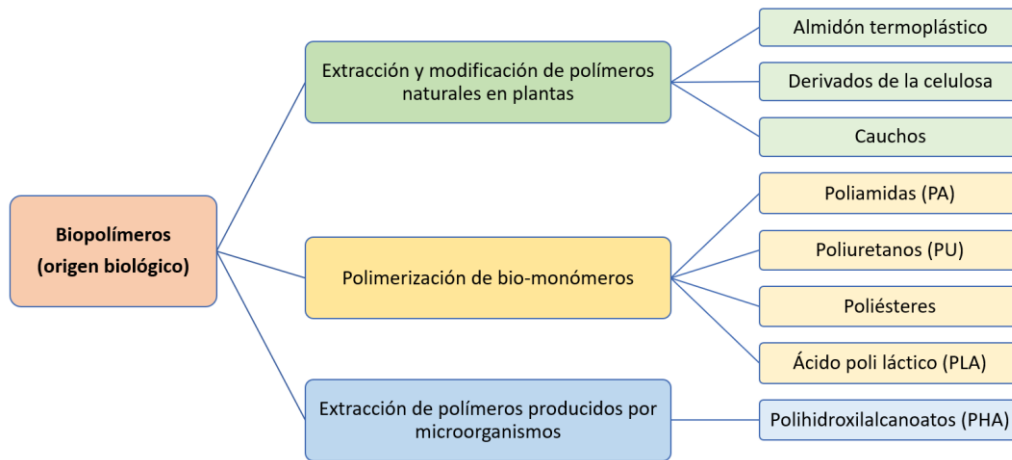 Biopolímeros
(origen biológico)
Extracción y modificación de polímeros
naturales en plantas
Almidón termoplástico
Derivados de la celulosa
Cauchos
Polimerización de bio-monómeros
Poliamidas (PA)
Poliuretanos (PU)
Poliésteres
Ácido poli láctico (PLA)
Extracción de polímeros producidos por
microorganismos
Polihidroxilalcanoatos (PHA)